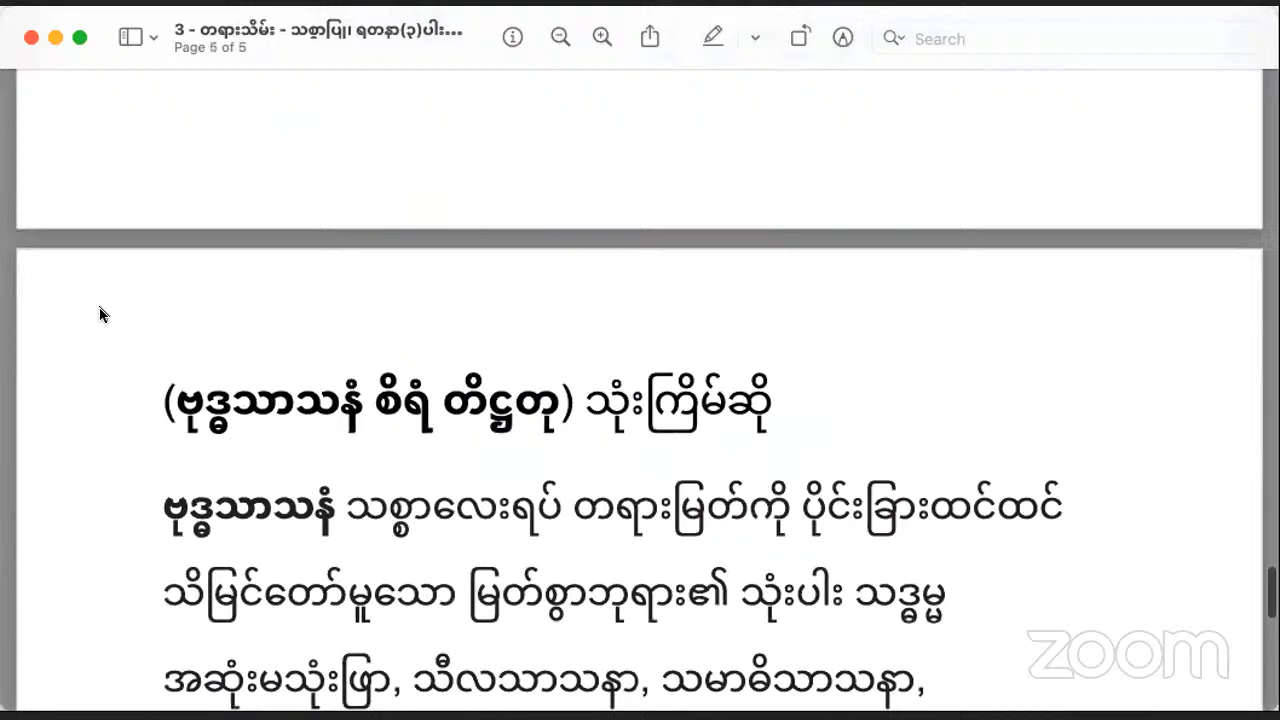 3 - တရားသိမ်း - သစ္စာပြု၊ ရတနာ(၃)ပါး...
Page 5 of 5
Search
(ဗုဒ္ဓသာသနံ စိရံ တိဋ္ဌတု) သုံးကြိမ်ဆို
ဗုဒ္ဓသာသနံ သစ္စာလေးရပ် တရားမြတ်ကို ပိုင်းခြားထင်ထင်
သိမြင်တော်မူသော မြတ်စွာဘုရား၏ သုံးပါး သဒ္ဓမ္မ
အဆုံးမသုံးဖြာ, သီလသာသနာ, သမာဓိသာသနာ,
zoom